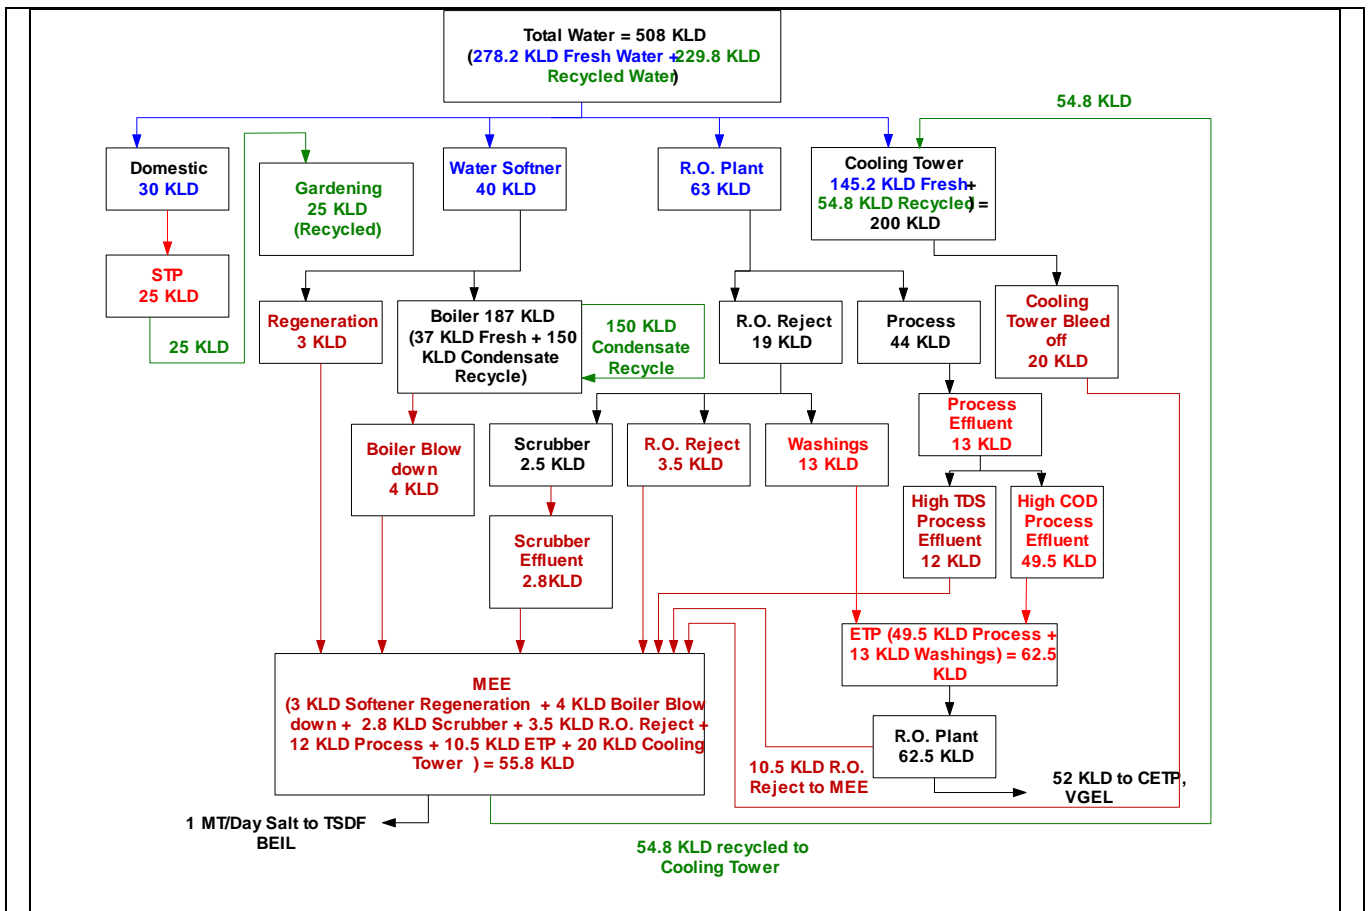 Total Water = 508 KLD
(278.2 KLD Fresh Water +229.8 KLD
Recycled Water)
54.8 KLD
Domestic
30 KLD
Gardening
25 KLD
(Recycled)
Water Softner
40 KLD
R.O. Plant
63 KLD
Cooling Tower
145.2 KLD Fresh+
54.8 KLD Recycled) =
200 KLD
STP
25 KLD
25 KLD
Regeneration
3 KLD
Boiler 187 KLD
(37 KLD Fresh + 150
KLD Condensate
Recycle)
150 KLD
Condensate
Recycle
R.O. Reject
19 KLD
Process
44 KLD
Cooling
Tower Bleed
off
20 KLD
Boiler Blow
down
4 KLD
Scrubber
2.5 KLD
R.O. Reject
3.5 KLD
Washings
13 KLD
Process
Effluent
13 KLD
Scrubber
Effluent
2.8KLD
High TDS
Process
Effluent
12 KLD
High COD
Process
Effluent
49.5 KLD
ETP (49.5 KLD Process +
13 KLD Washings) = 62.5
KLD
MEE
(3 KLD Softener Regeneration + 4 KLD Boiler Blow
down + 2.8 KLD Scrubber + 3.5 KLD R.O. Reject +
12 KLD Process + 10.5 KLD ETP + 20 KLD Cooling
Tower ) = 55.8 KLD
R.O. Plant
62.5 KLD
10.5 KLD R.O.
Reject to MEE
52 KLD to CETP,
VGEL
1 MT/Day Salt to TSDF
BEIL
54.8 KLD recycled to
Cooling Tower